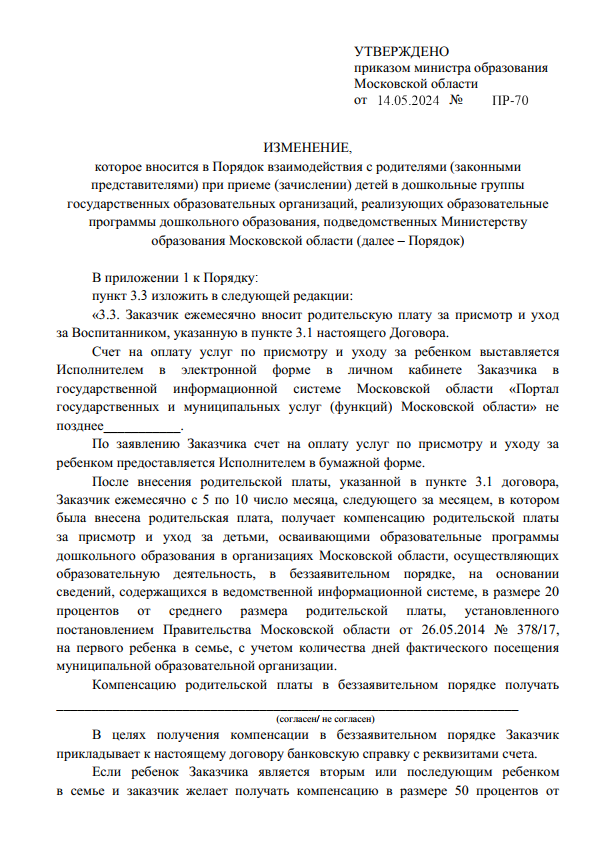 УТВЕРЖДЕНО
приказом министра образования
Московской области
от 14.05.2024 № ПР-70
ИЗМЕНЕНИЕ,
которое вносится в Порядок взаимодействия с родителями (законными
представителями) при приеме (зачислении) детей в дошкольные группы
государственных образовательных организаций, реализующих образовательные
программы дошкольного образования, подведомственных Министерству
образования Московской области (далее – Порядок)
В приложении 1 к Порядку:
пункт 3.3 изложить в следующей редакции:
«3.3. Заказчик ежемесячно вносит родительскую плату за присмотр и уход
за Воспитанником, указанную в пункте 3.1 настоящего Договора.
Счет на оплату услуг по присмотру и уходу за ребенком выставляется
Исполнителем в электронной форме в личном кабинете Заказчика в
государственной информационной системе Московской области «Портал
государственных и муниципальных услуг (функций) Московской области» не
позднее___________.
По заявлению Заказчика счет на оплату услуг по присмотру и уходу за
ребенком предоставляется Исполнителем в бумажной форме.
После внесения родительской платы, указанной в пункте 3.1 договора,
Заказчик ежемесячно с 5 по 10 число месяца, следующего за месяцем, в котором
была внесена родительская плата, получает компенсацию родительской платы
за присмотр и уход за детьми, осваивающими образовательные программы
дошкольного образования в организациях Московской области, осуществляющих
образовательную деятельность, в беззаявительном порядке, на основании
сведений, содержащихся в ведомственной информационной системе, в размере 20
процентов от среднего размера родительской платы, установленного
постановлением Правительства Московской области от 26.05.2014 № 378/17,
на первого ребенка в семье, с учетом количества дней фактического посещения
муниципальной образовательной организации.
Компенсацию родительской платы в беззаявительном порядке получать
__________________________________________________________________
(согласен/ не согласен)
В целях получения компенсации в беззаявительном порядке Заказчик
прикладывает к настоящему договору банковскую справку с реквизитами счета.
Если ребенок Заказчика является вторым или последующим ребенком
в семье и заказчик желает получать компенсацию в размере 50 процентов от